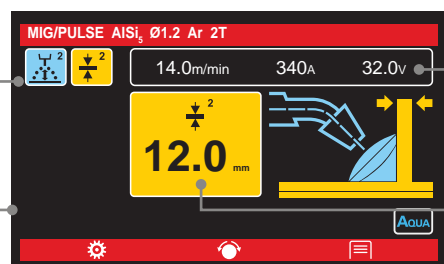 MIG/PULSE AlSi₅ Ø1.2 Ar 2T
2 2
14.0m/min 340A 32.0V
2
12.0 mm
AQUA